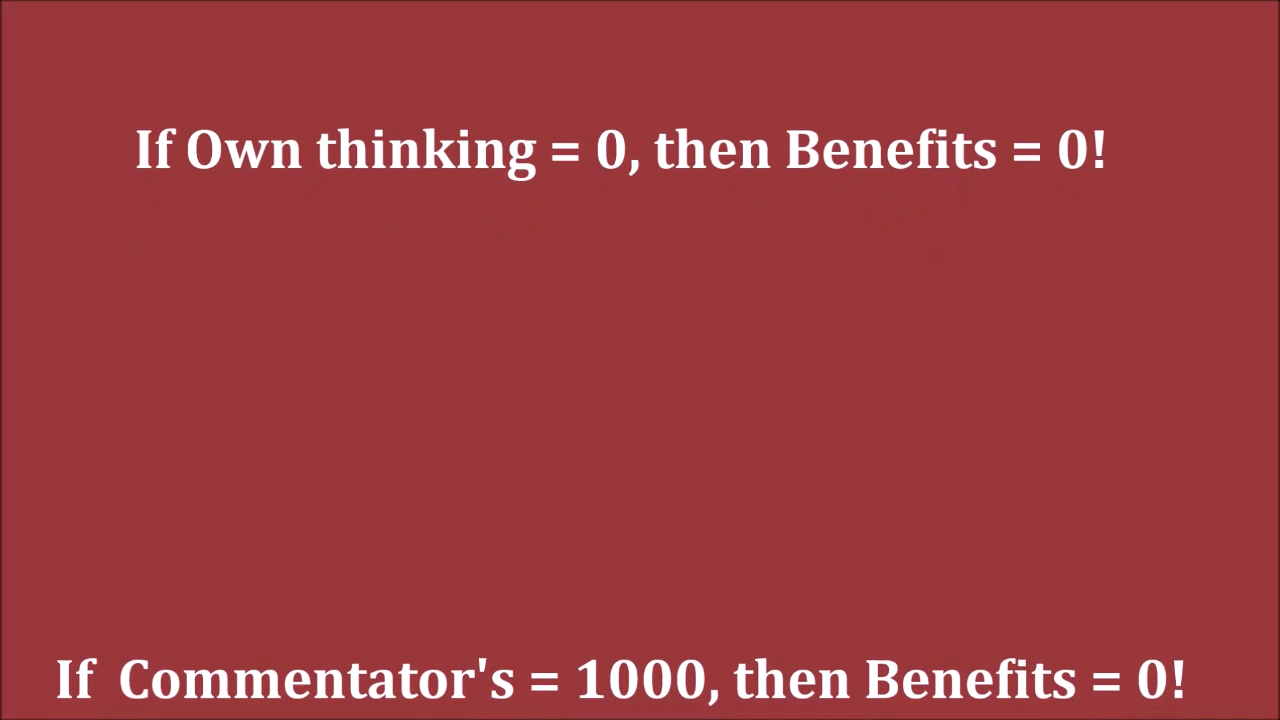 If Own thinking = 0, then Benefits = 0!
If  Commentator's = 1000, then Benefits = 0!